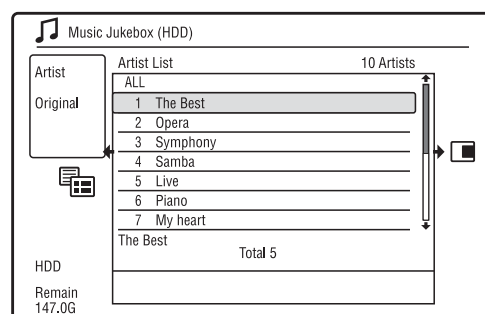 Music Jukebox (HDD)
Artist
Original
Artist List 10 Artists
ALL
1 The Best
2 Opera
3 Symphony
4 Samba
5 Live
6 Piano
7 My heart
The Best
Total 5
HDD
Remain
147.0G